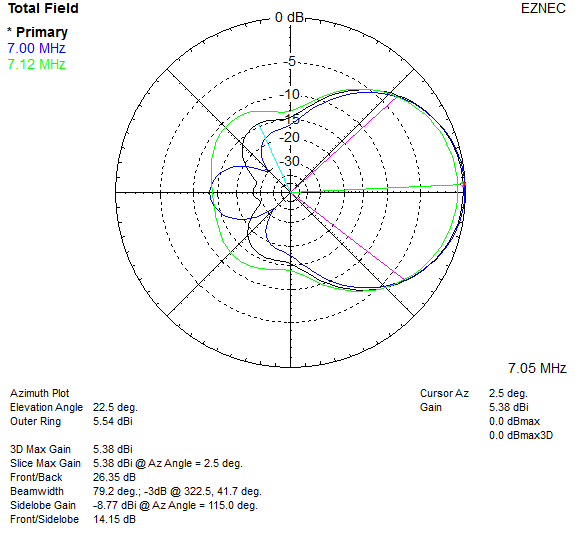 Total Field
EZNEC
* Primary
7.00 MHz
7.12 MHz
0 dB
-5
-10
-15
-20
-30
7.05 MHz
Azimuth Plot
Elevation Angle 22.5 deg.
Outer Ring 5.54 dBi
Cursor Az 2.5 deg.
Gain 5.38 dBi
0.0 dBmax
0.0 dBmax3D
3D Max Gain 5.38 dBi
Slice Max Gain 5.38 dBi @ Az Angle = 2.5 deg.
Front/Back 26.35 dB
Beamwidth 79.2 deg.; -3dB @ 322.5, 41.7 deg.
Sidelobe Gain -8.77 dBi @ Az Angle = 115.0 deg.
Front/Sidelobe 14.15 dB